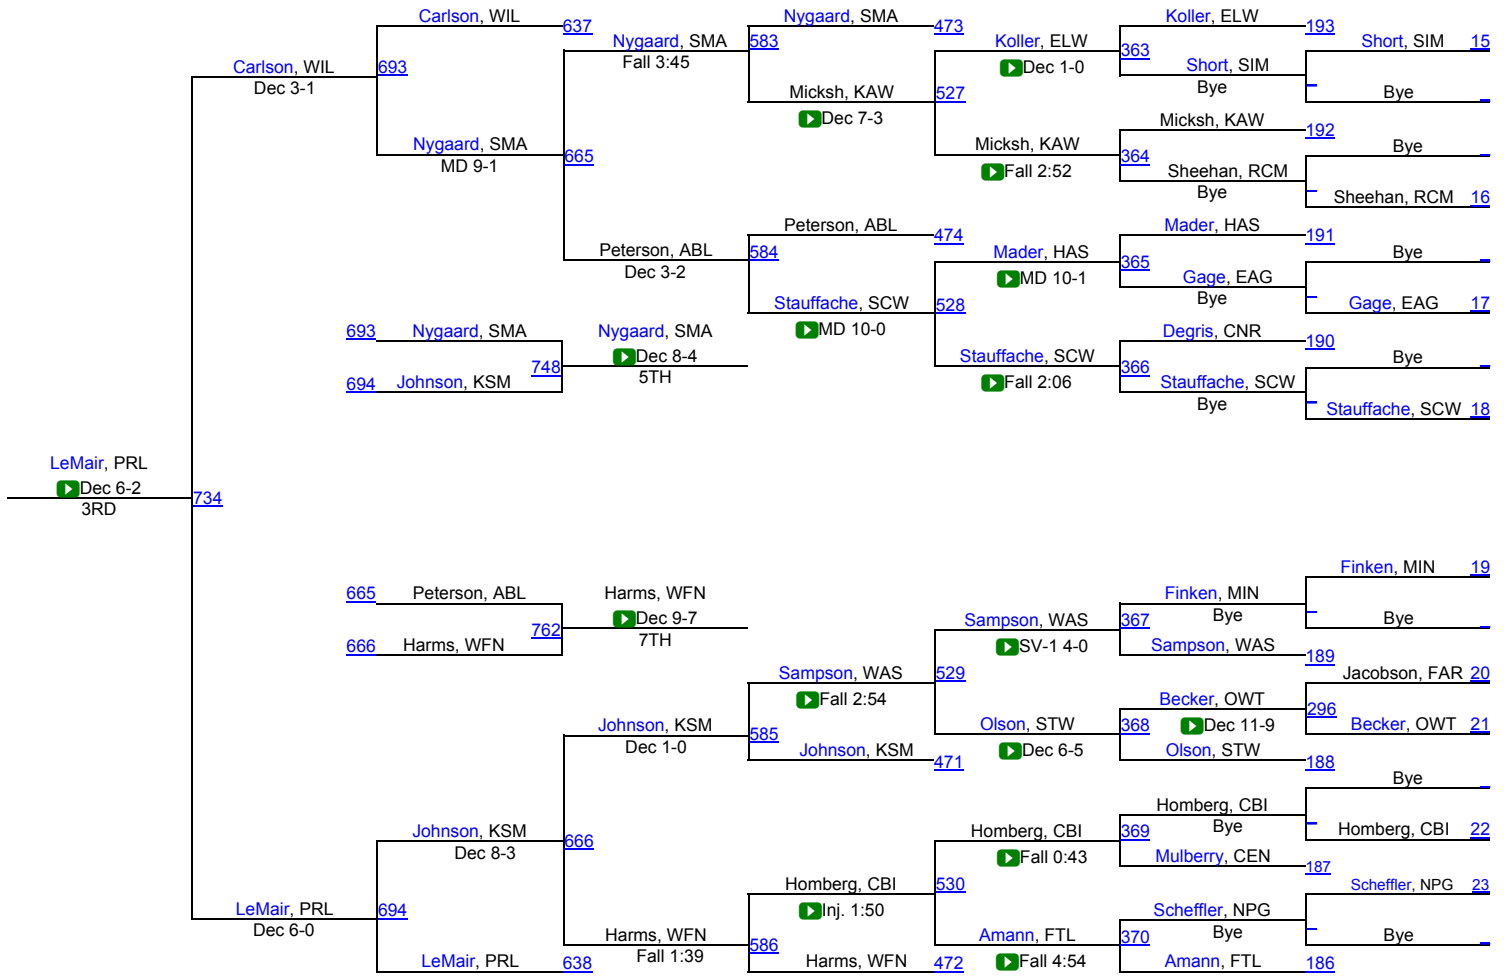 Carlson, WIL
637
Nygaard, SMA
473
Koller, ELW
193
Nygaard, SMA
583
Koller, ELW
363
Short, SIM 15
Fall 3:45
Carlson, WIL
693
Dec 1-0
Short, SIM
Dec 3-1
Bye
Micksh, KAW
527
Bye
Dec 7-3
Micksh, KAW
192
Nygaard, SMA
665
Micksh, KAW
364
Bye
MD 9-1
Fall 2:52
Sheehan, RCM
Bye
Sheehan, RCM 16
Peterson, ABL
474
Mader, HAS
191
Peterson, ABL
584
Mader, HAS
365
Bye
Dec 3-2
MD 10-1
Gage, EAG
Bye
Stauffache, SCW
528
Gage, EAG 17
693 Nygaard, SMA
Nygaard, SMA
MD 10-0
Degris, CNR
190
Dec 8-4
Stauffache, SCW
366
Bye
748
5TH
694 Johnson, KSM
Fall 2:06
Stauffache, SCW
Bye
Stauffache, SCW 18
LeMair, PRL
Dec 6-2
734
3RD
Finken, MIN 19
665 Peterson, ABL
Harms, WFN
Finken, MIN
Dec 9-7
Sampson, WAS
367
Bye
Bye
762
7TH
666 Harms, WFN
SV-1 4-0
Sampson, WAS
189
Sampson, WAS
529
Jacobson, FAR 20
Fall 2:54
Becker, OWT
296
Johnson, KSM
585
Olson, STW
368
Dec 11-9
Becker, OWT 21
Dec 1-0
Johnson, KSM
471
Dec 6-5
Olson, STW
188
Bye
Homberg, CBI
Johnson, KSM
666
Homberg, CBI
369
Bye
Homberg, CBI 22
Dec 8-3
Fall 0:43
Mulberry, CEN
187
Homberg, CBI
530
Scheffler, NPG 23
LeMair, PRL
694
Inj. 1:50
Scheffler, NPG
Dec 6-0
Harms, WFN
586
Amann, FTL
370
Bye
Bye
Fall 1:39
LeMair, PRL
638
Harms, WFN
472
Fall 4:54
Amann, FTL
186